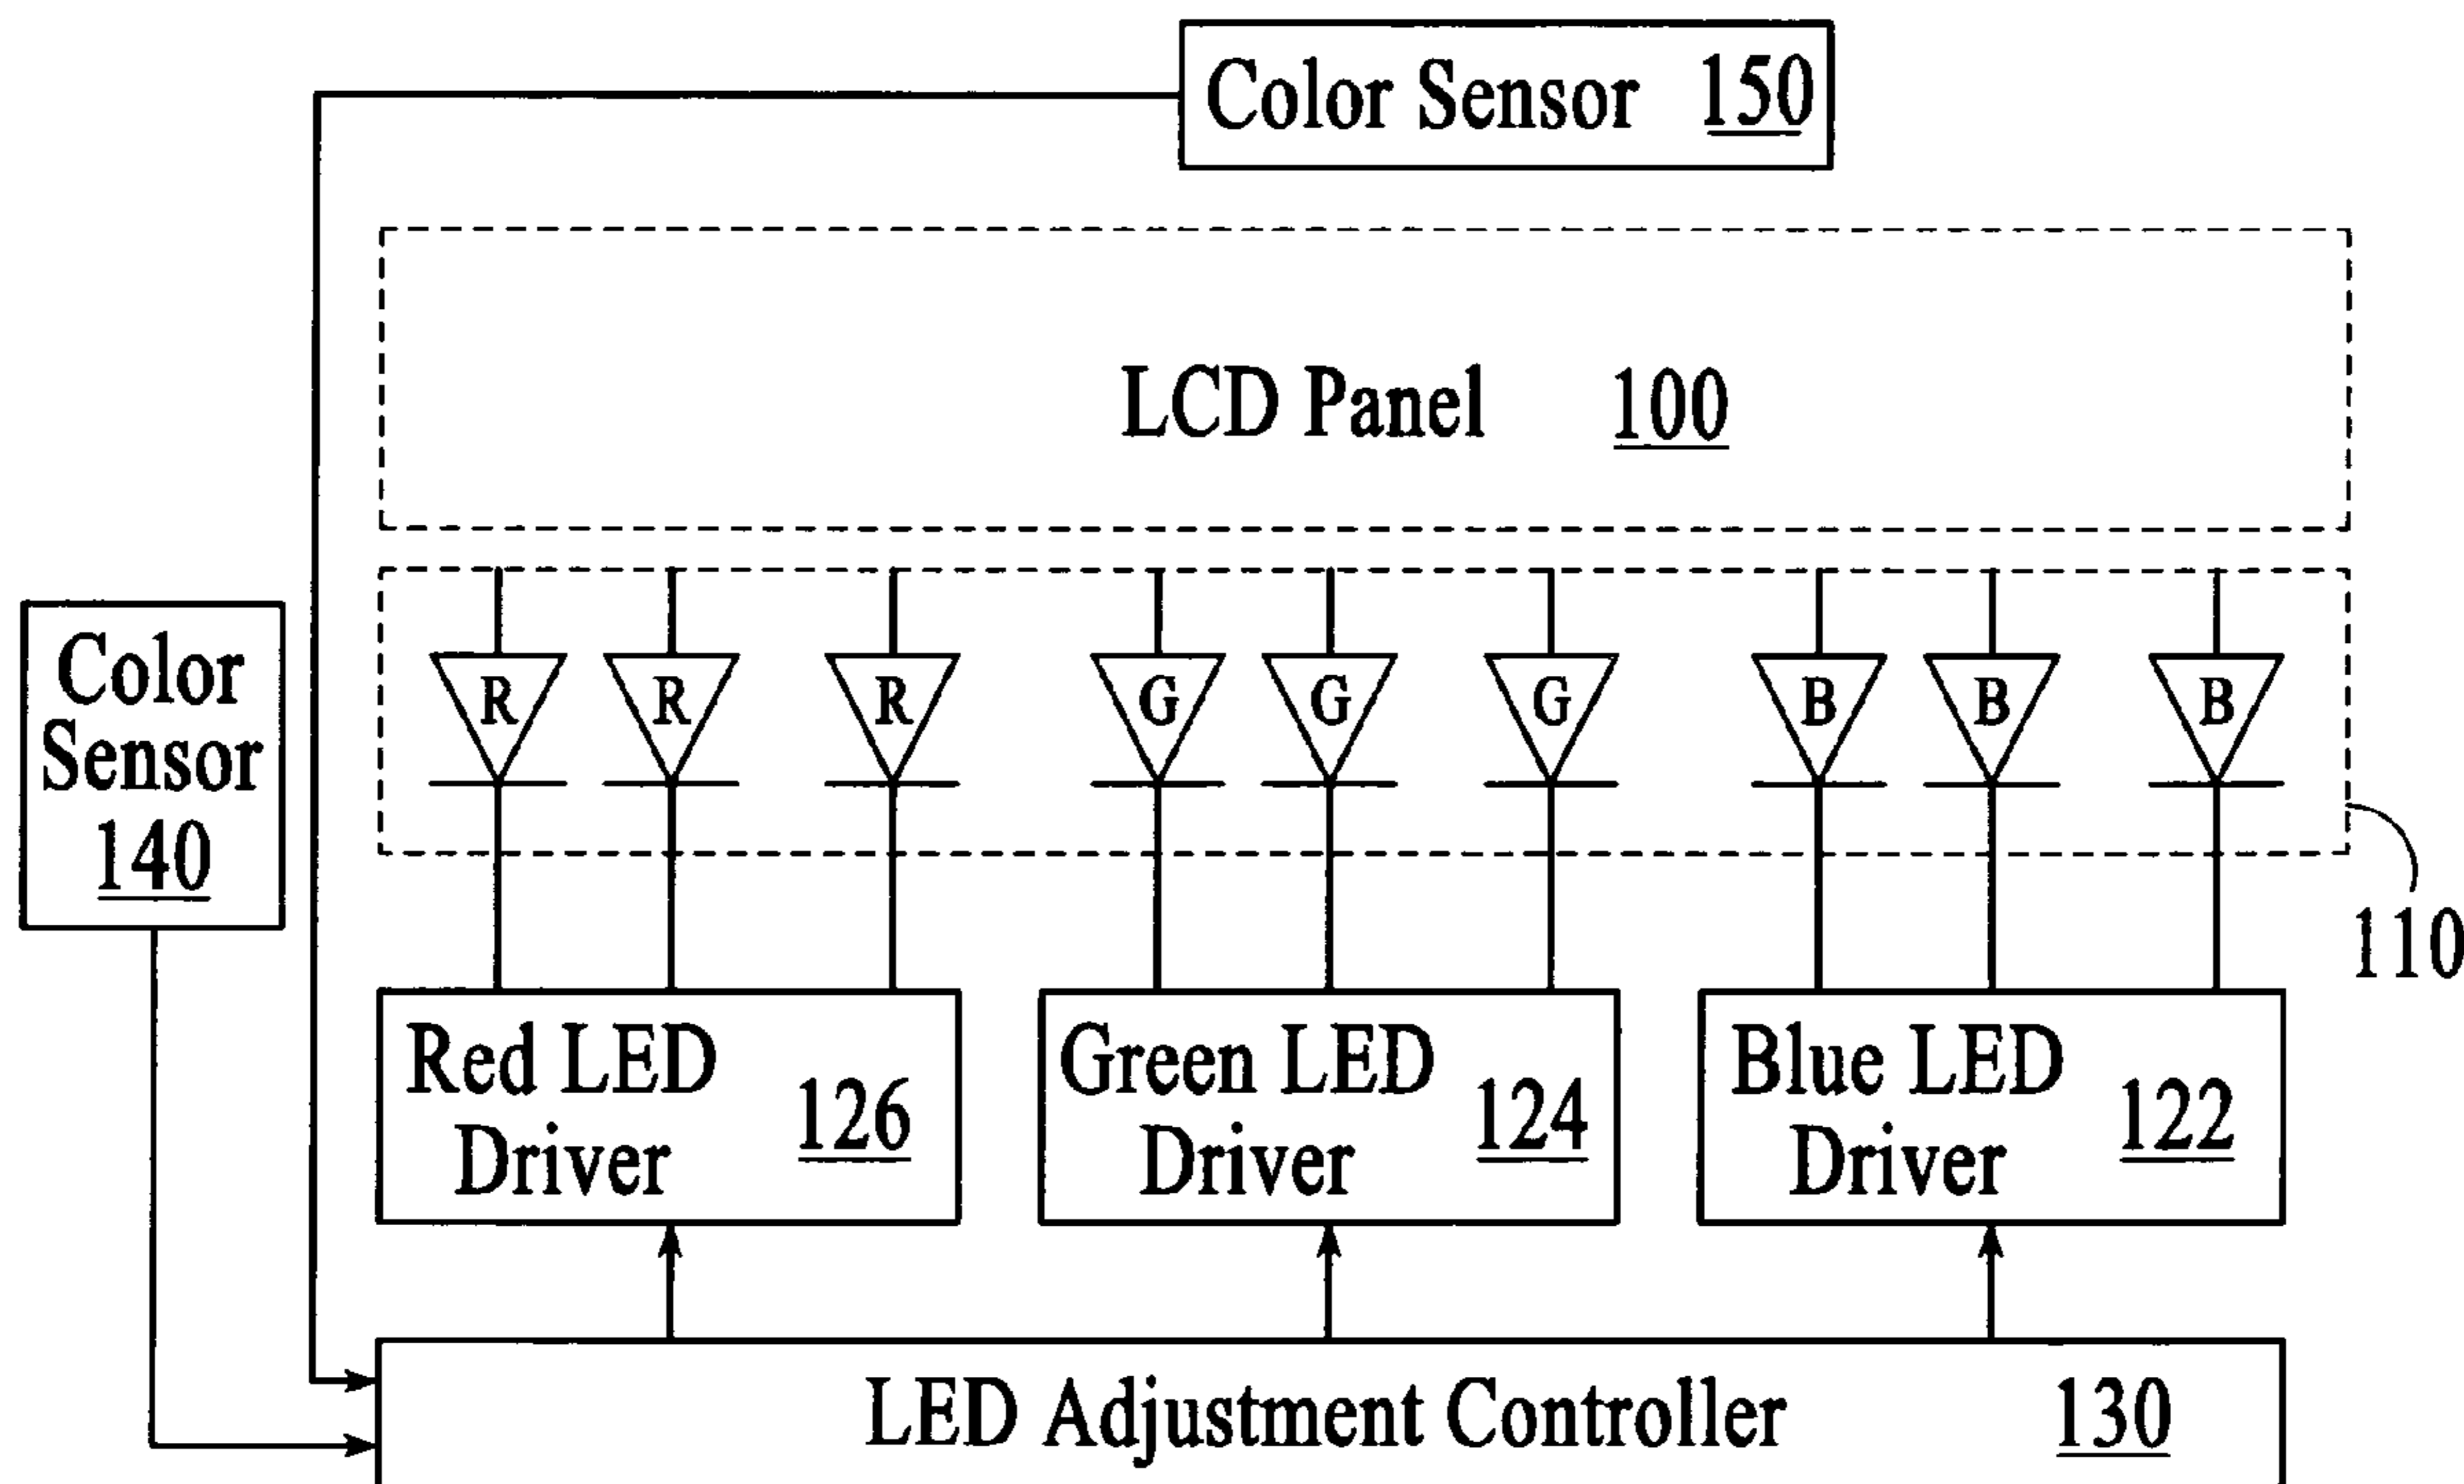 Color Sensor 150
LCD Panel 100
Color
Sensor
140
R R R G G G B B B
110
Red LED
Driver 126
Green LED
Driver 124
Blue LED
Driver 122
LED Adjustment Controller 130